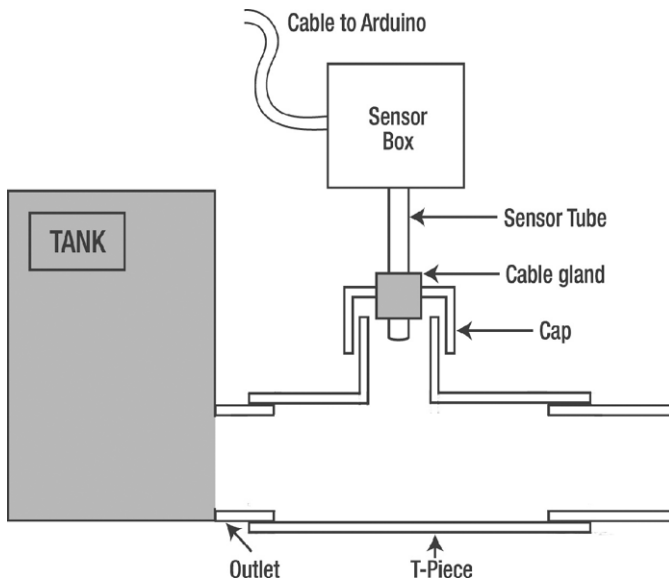 Cable to Arduino
Sensor
Box
TANK
Sensor Tube
Cable gland
Cap
Outlet
T-Piece